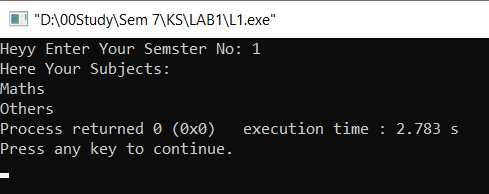 "D:\00Study\Sem 7\KS\LAB1\L1.exe"
Heyy Enter Your Semster No: 1
Here Your Subjects:
Maths
Others
Process returned 0 (0x0)   execution time : 2.783 s
Press any key to continue.